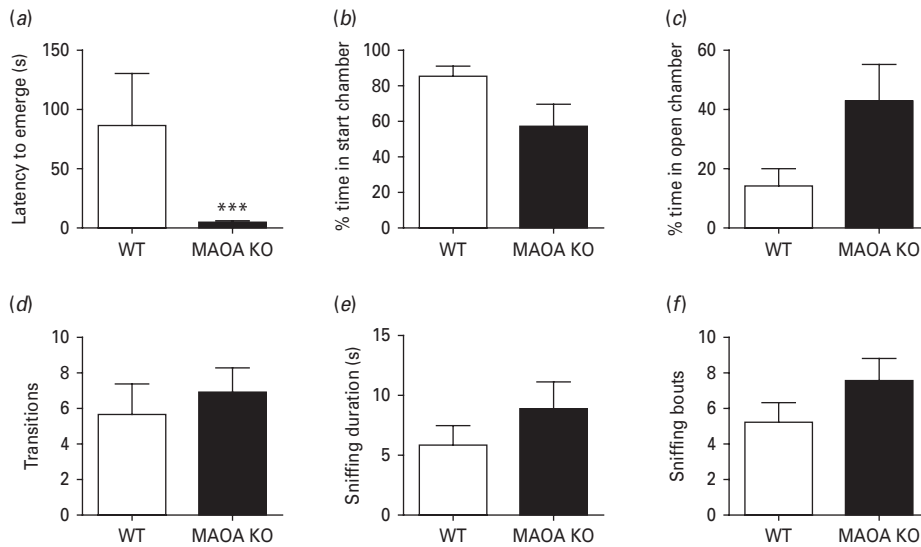 (a)
Latency to emerge (s)
150
100
50
0
***
WT MAOA KO
(b)
% time in start chamber
100
80
60
40
20
0
WT MAOA KO
(c)
% time in open chamber
60
40
20
0
WT MAOA KO
(d)
Transitions
10
8
6
4
2
0
WT MAOA KO
(e)
Sniffing duration (s)
15
10
5
0
WT MAOA KO
(f)
Sniffing bouts
10
8
6
4
2
0
WT MAOA KO